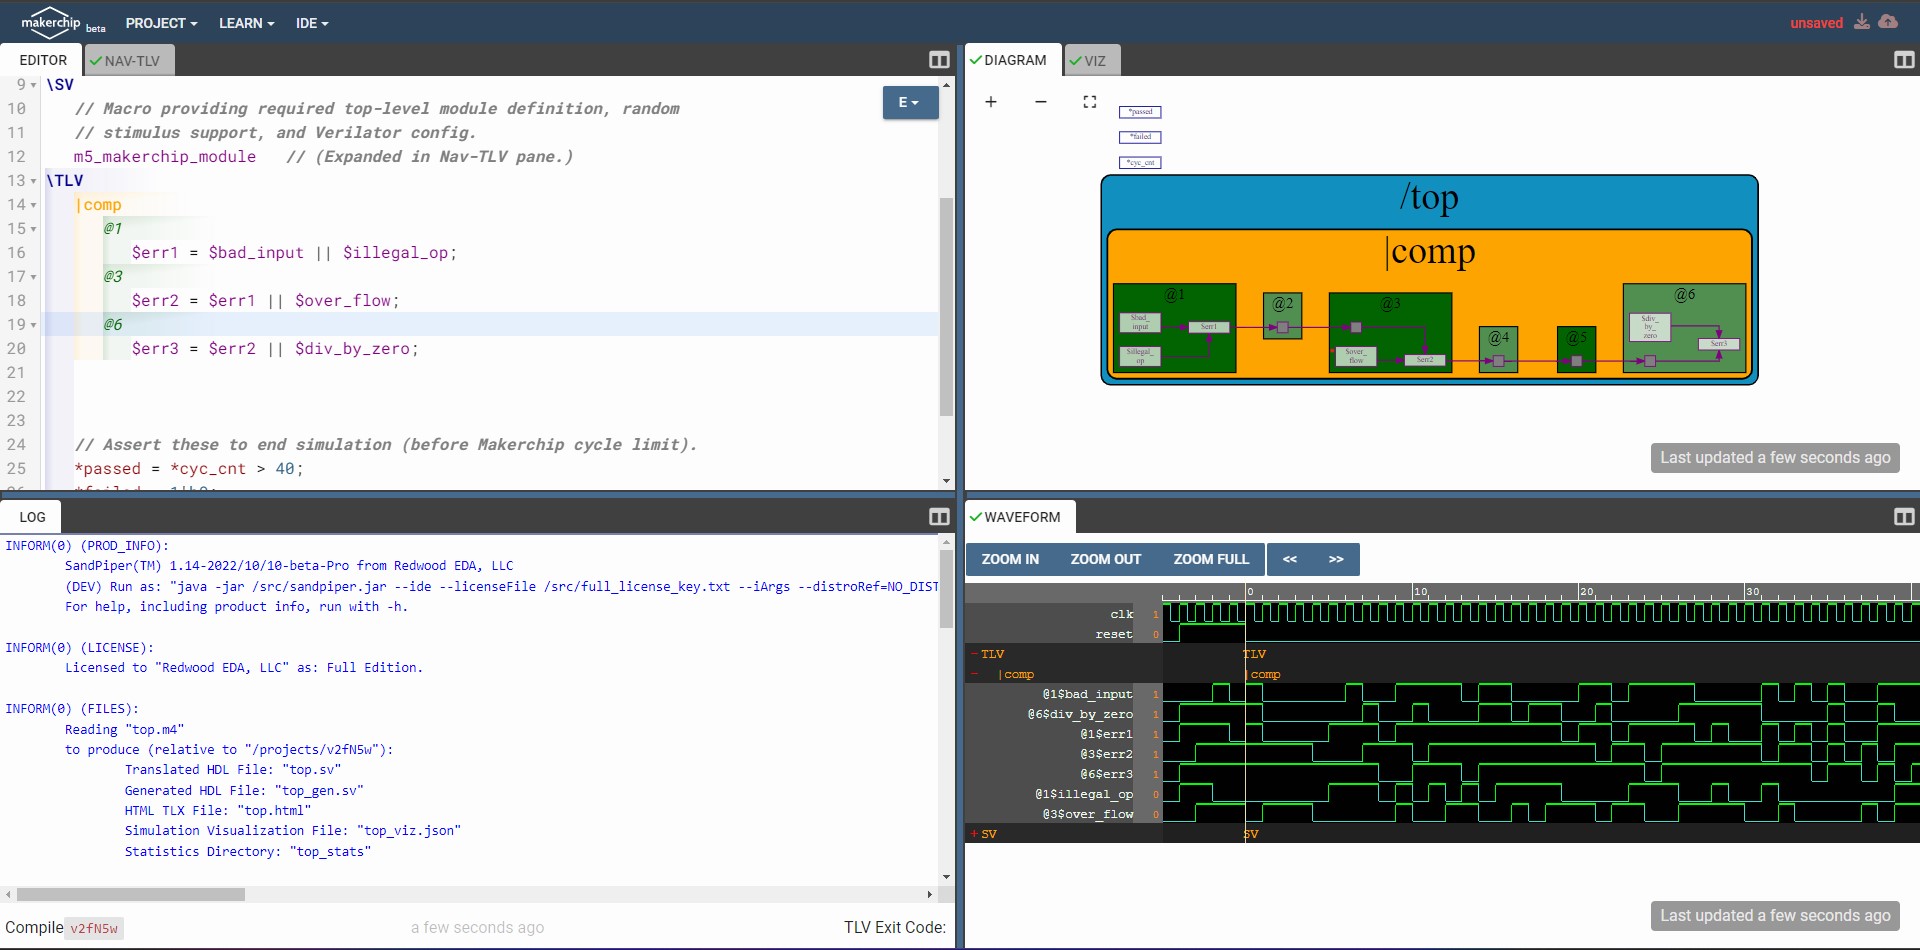 makerchip beta PROJECT LEARN IDE unsaved
EDITOR NAV-TLV
9 \SV
10 // Macro providing required top-level module definition, random
11 // stimulus support, and Verilator config.
12 m5_makerchip_module // (Expanded in Nav-TLV pane.)
13 \TLV
14 |comp
15 @1
16 $err1 = $bad_input || $illegal_op;
17 @3
18 $err2 = $err1 || $over_flow;
19 @6
20 $err3 = $err2 || $div_by_zero;
21
22
23
24 // Assert these to end simulation (before Makerchip cycle limit).
25 *passed = *cyc_cnt > 40;
E
DIAGRAM VIZ
+ −
*passed
*failed
*cyc_cnt
/top
|comp
@1
$bad_
input
$err1
$illegal_
op
@2
@3
$over_
flow
$err2
@4
@5
@6
$div_
by_
zero
$err3
Last updated a few seconds ago
LOG
INFORM(0) (PROD_INFO):
SandPiper(TM) 1.14-2022/10/10-beta-Pro from Redwood EDA, LLC
(DEV) Run as: "java -jar /src/sandpiper.jar --ide --licenseFile /src/full_license_key.txt --iArgs --distroRef=NO_DIST
For help, including product info, run with -h.
INFORM(0) (LICENSE):
Licensed to "Redwood EDA, LLC" as: Full Edition.
INFORM(0) (FILES):
Reading "top.m4"
to produce (relative to "/projects/v2fN5w"):
Translated HDL File: "top.sv"
Generated HDL File: "top_gen.sv"
HTML TLX File: "top.html"
Simulation Visualization File: "top_viz.json"
Statistics Directory: "top_stats"
Compile v2fN5w a few seconds ago TLV Exit Code:
WAVEFORM
ZOOM IN ZOOM OUT ZOOM FULL << >>
0 10 20 30
clk 1
reset 0
- TLV TLV
- |comp |comp
@1$bad_input 1
@6$div_by_zero 1
@1$err1 1
@3$err2 1
@6$err3 1
@1$illegal_op 0
@3$over_flow 0
+ SV SV
Last updated a few seconds ago